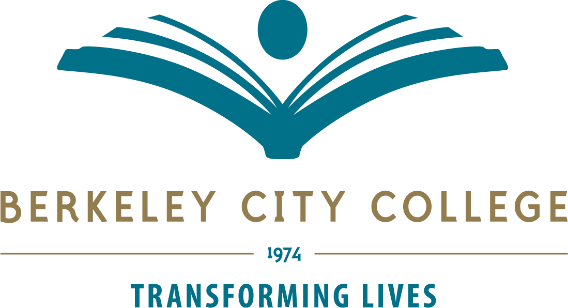 BERKELEY CITY COLLEGE
1974
TRANSFORMING LIVES